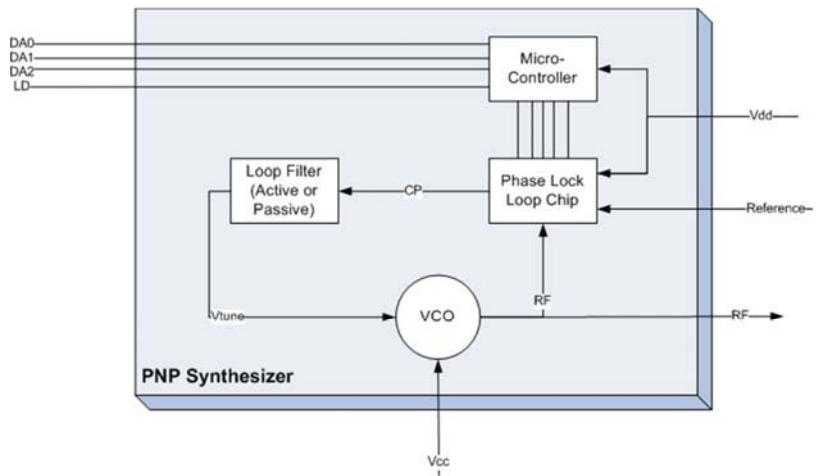 DA0
DA1
DA2
LD
Micro-
Controller
Vdd
Loop Filter
(Active or
Passive)
CP
Phase Lock
Loop Chip
Reference
RF
Vtune
VCO
RF
PNP Synthesizer
Vcc